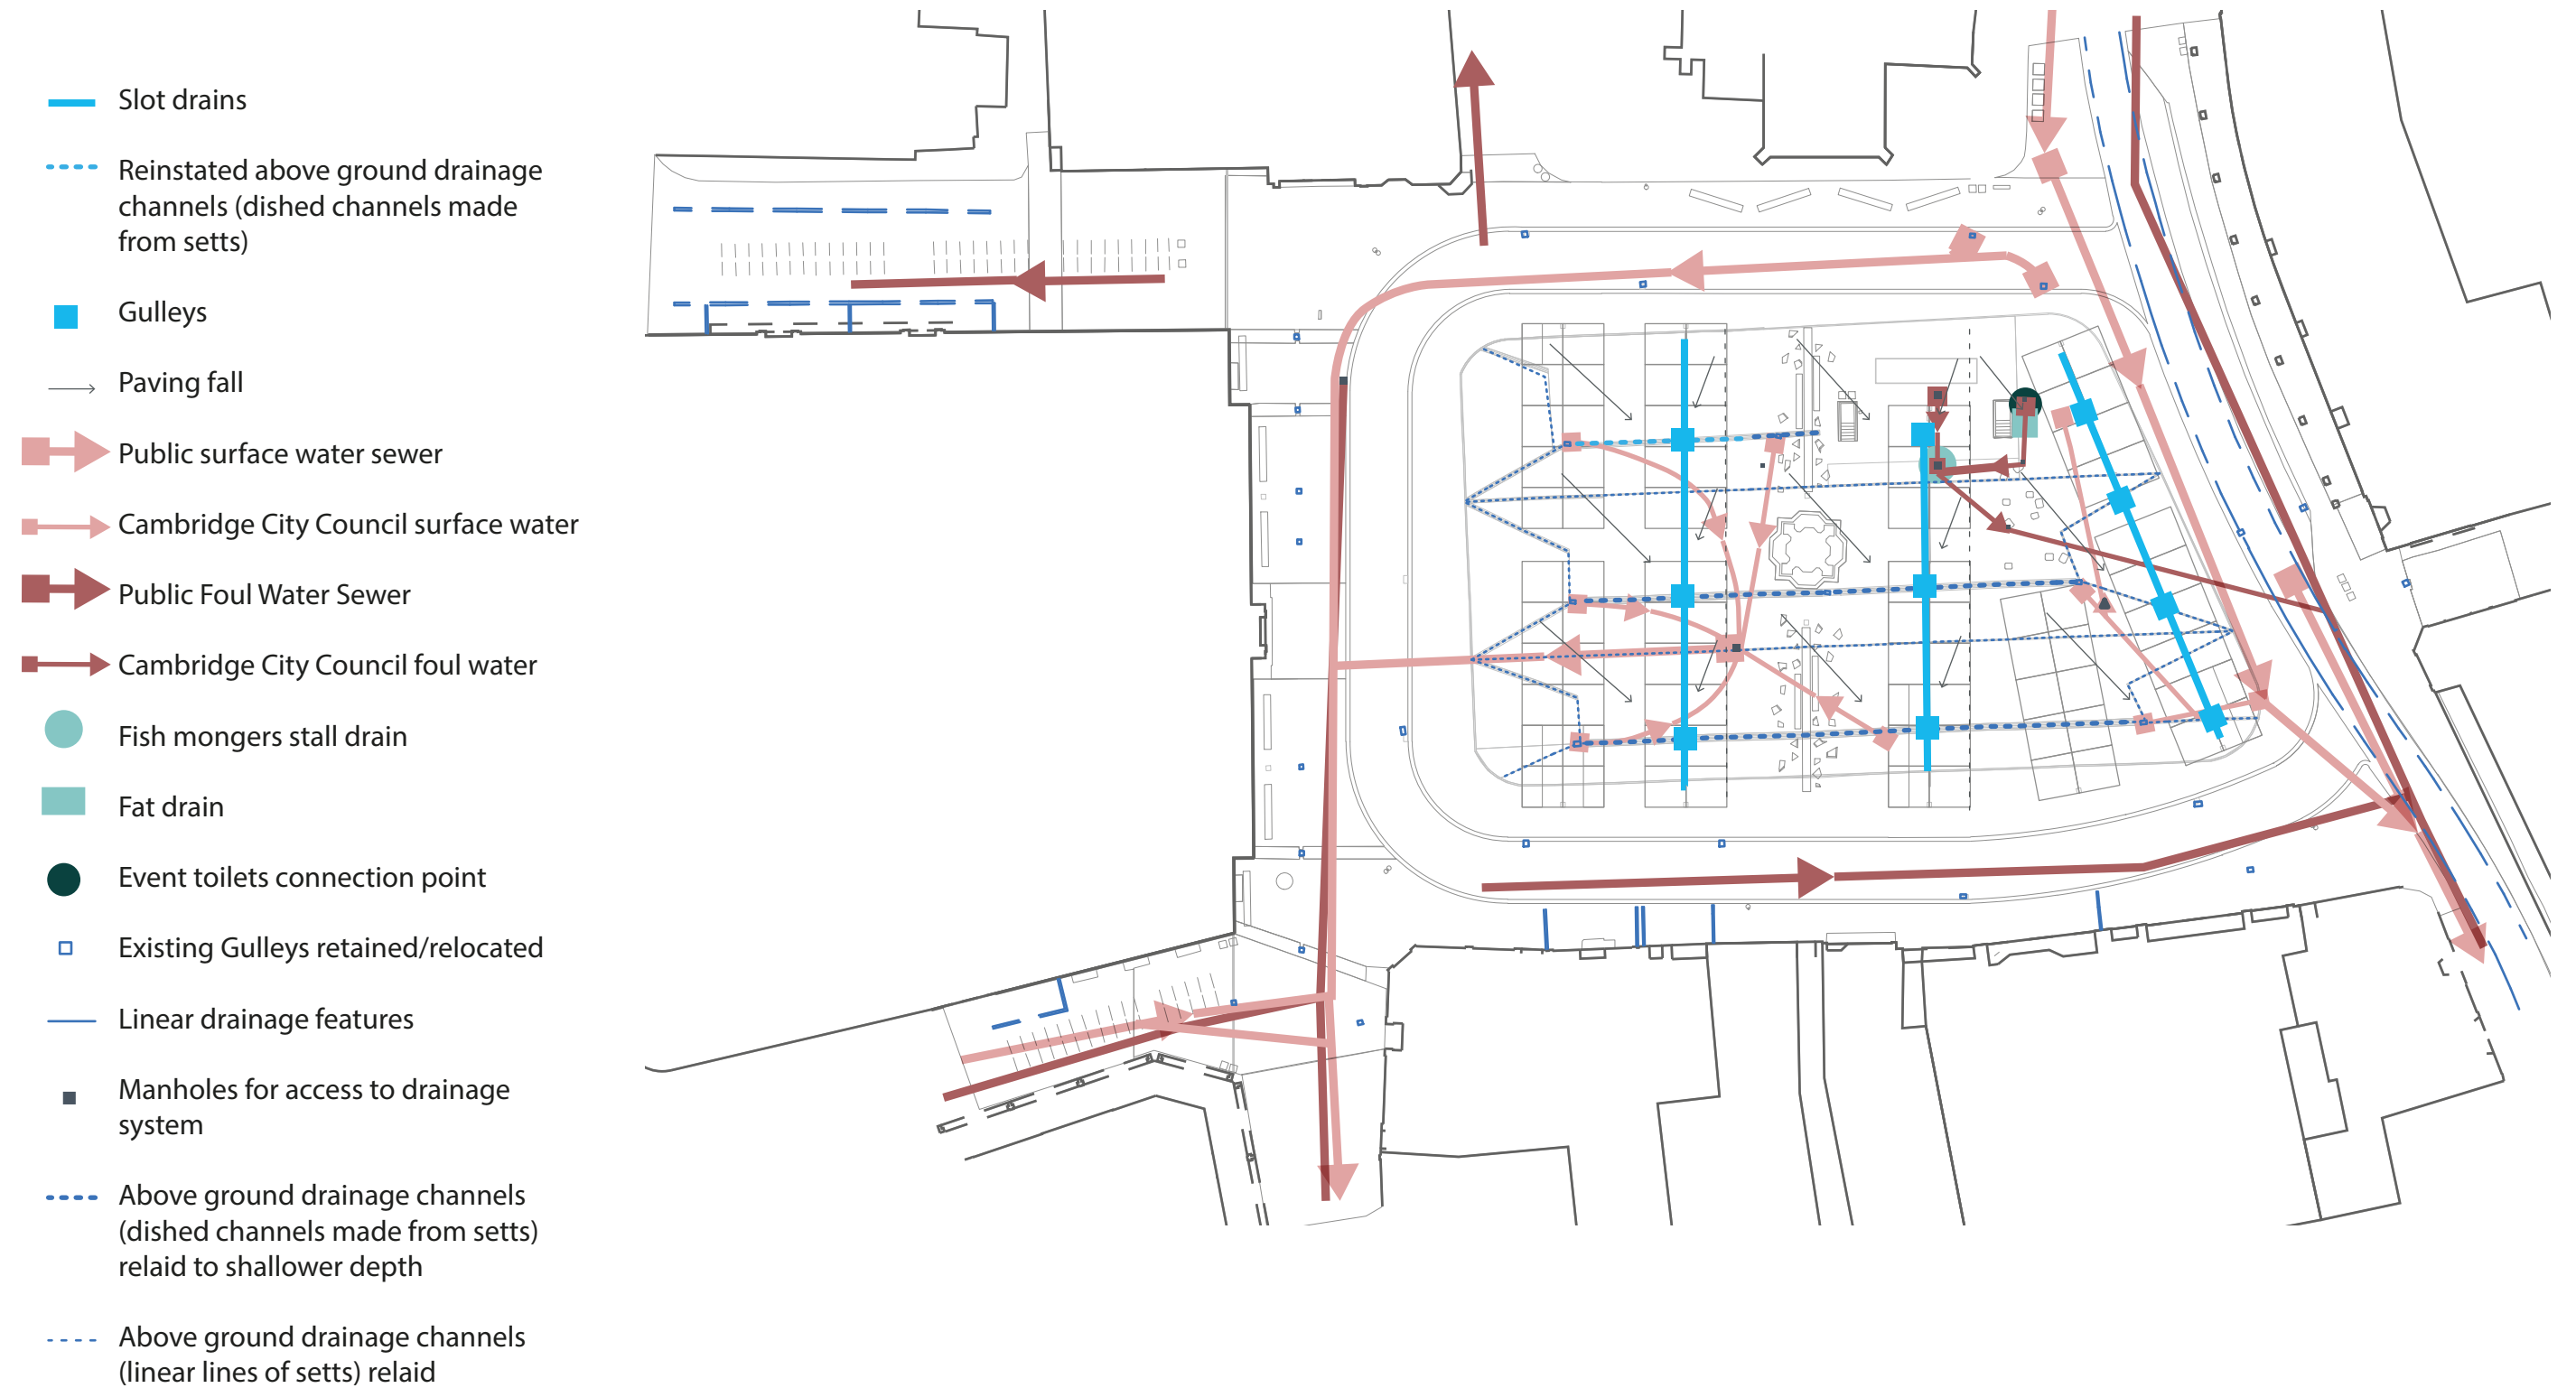 Slot drains
Reinstated above ground drainage
channels (dished channels made
from setts)
Gulleys
Paving fall
Public surface water sewer
Cambridge City Council surface water
Public Foul Water Sewer
Cambridge City Council foul water
Fish mongers stall drain
Fat drain
Event toilets connection point
Existing Gulleys retained/relocated
Linear drainage features
Manholes for access to drainage
system
Above ground drainage channels
(dished channels made from setts)
relaid to shallower depth
Above ground drainage channels
(linear lines of setts) relaid